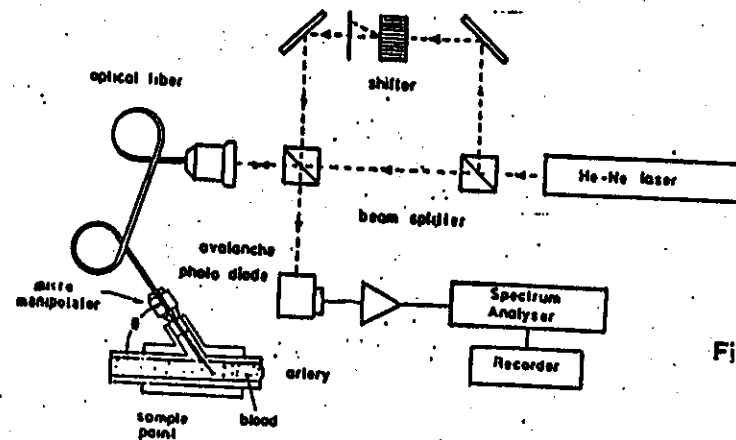 shifter
optical fiber
He-Ne laser
beam splitter
avalanche
photo diode
micro
manipulator
θ
Spectrum
Analyser
Recorder
artery
blood
sample
point
Fi